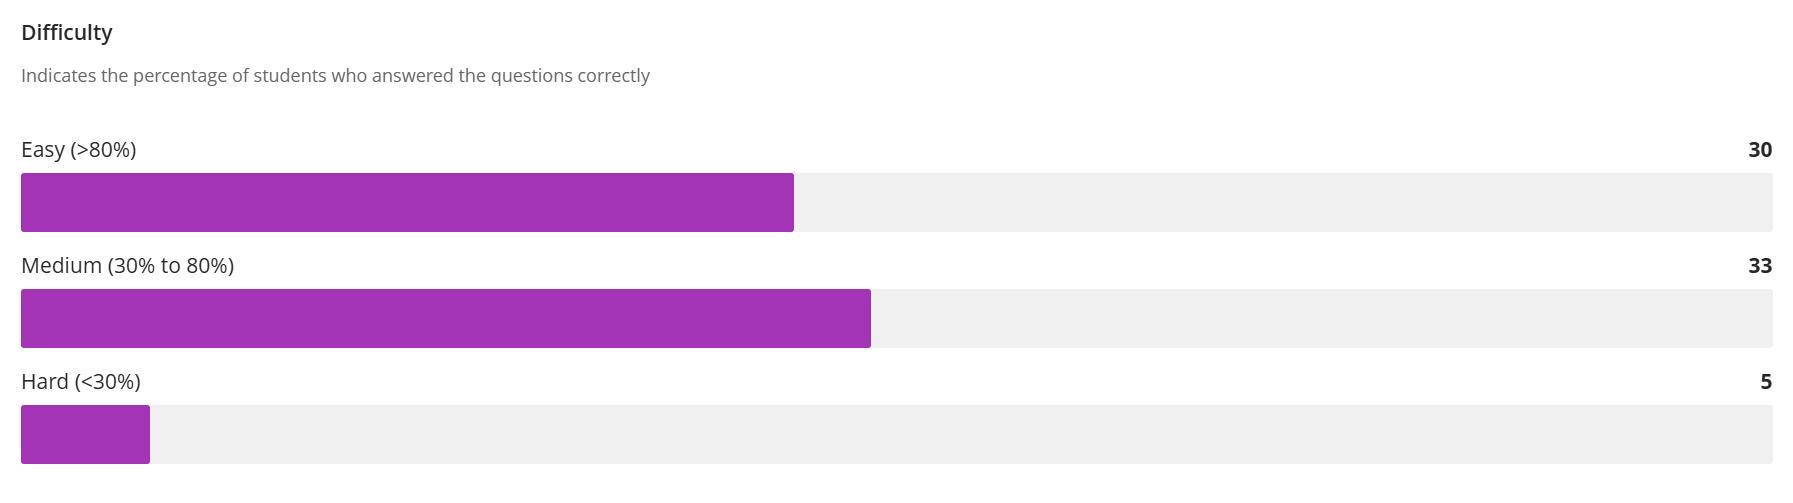 Difficulty
Indicates the percentage of students who answered the questions correctly
Easy (>80%) 30
Medium (30% to 80%) 33
Hard (<30%) 5